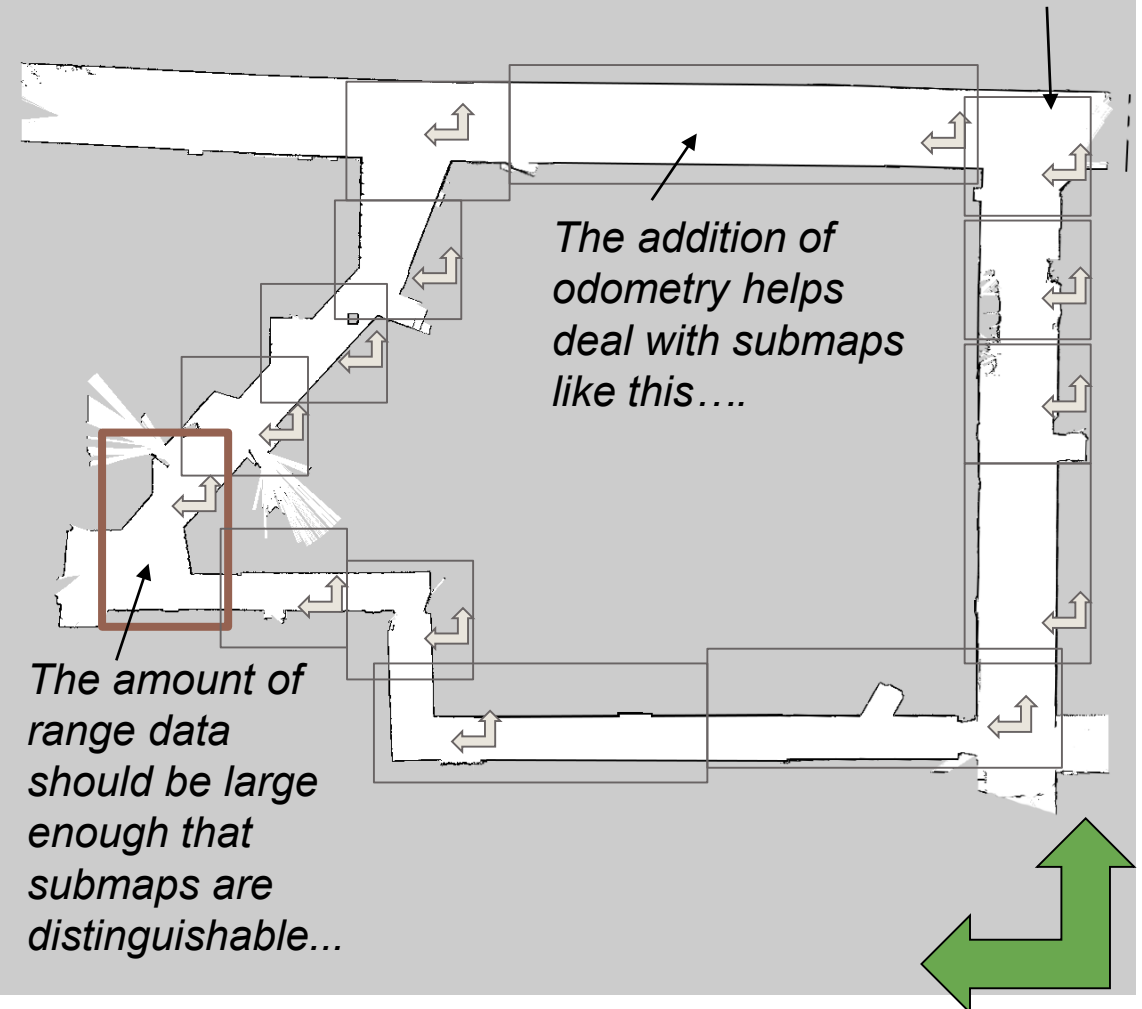 The addition of
odometry helps
deal with submaps
like this….
The amount of
range data
should be large
enough that
submaps are
distinguishable...